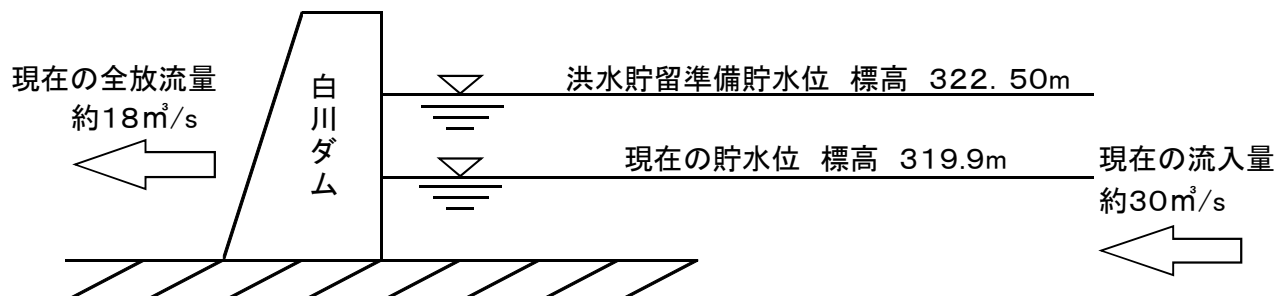 現在の全放流量
約18㎥/s
白川ダム
洪水貯留準備貯水位 標高 322.50m
現在の貯水位 標高 319.9m
現在の流入量
約30㎥/s